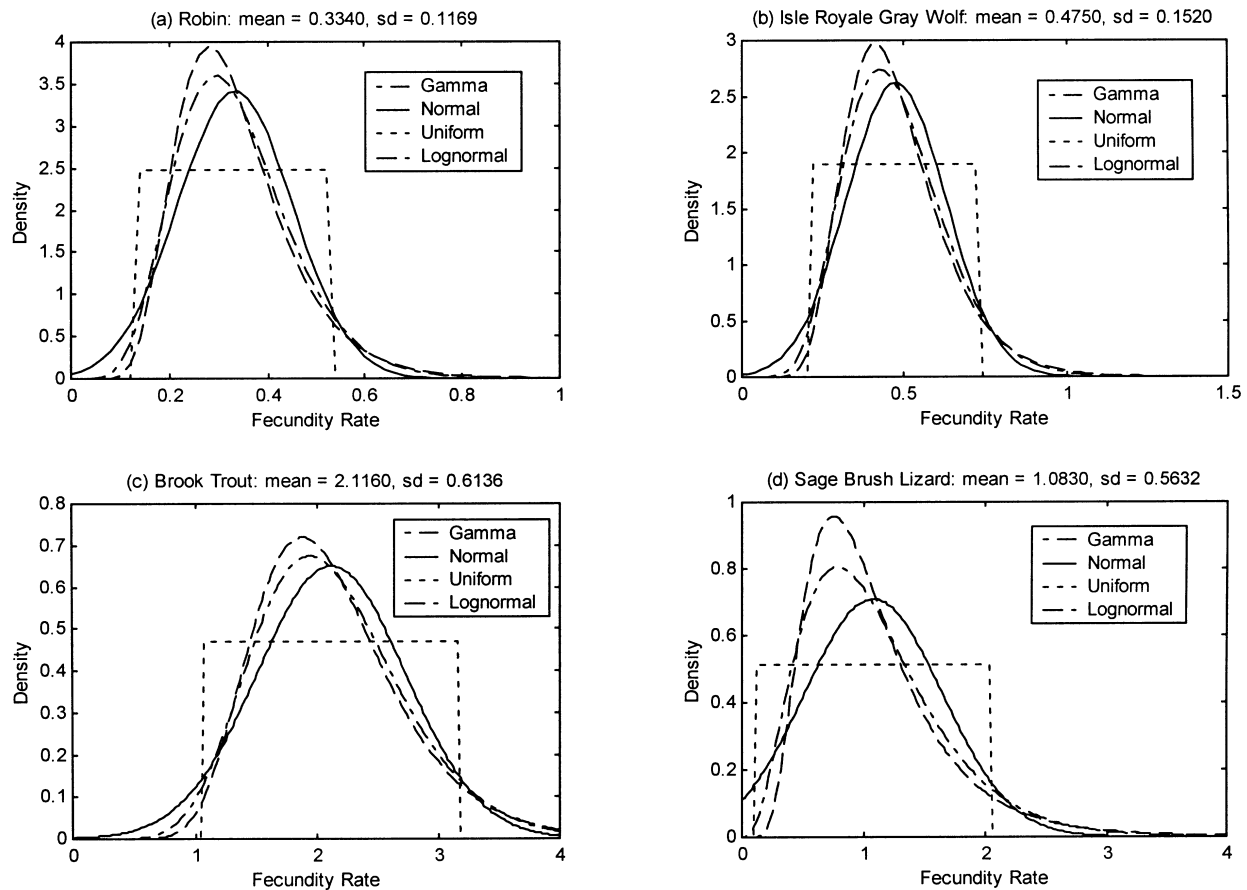 (a) Robin: mean = 0.3340, sd = 0.1169
4
3.5
3
2.5
2
1.5
1
0.5
0
Density
Gamma
Normal
Uniform
Lognormal
0.2
0.4
0.6
0.8
1
Fecundity Rate
(b) Isle Royale Gray Wolf: mean = 0.4750, sd = 0.1520
3
2.5
2
1.5
1
0.5
0
Density
Gamma
Normal
Uniform
Lognormal
0
0.5
1.0
1.5
Fecundity Rate
(c) Brook Trout: mean = 2.1160, sd = 0.6136
0.8
0.7
0.6
0.5
0.4
0.3
0.2
0.1
0
Density
Gamma
Normal
Uniform
Lognormal
0
1
2
3
4
Fecundity Rate
(d) Sage Brush Lizard: mean = 1.0830, sd = 0.5632
1
0.8
0.6
0.4
0.2
0
Density
Gamma
Normal
Uniform
Lognormal
0
1
2
3
4
Fecundity Rate